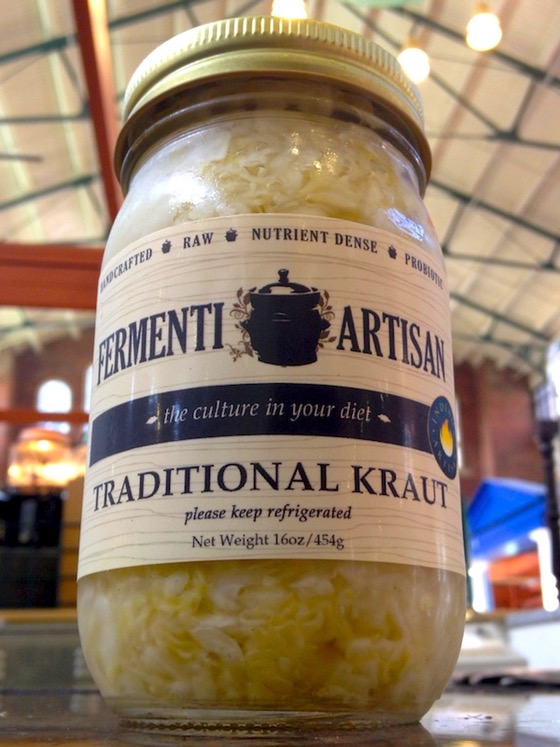 HANDCRAFTED RAW NUTRIENT DENSE PROBIOTIC
FERMENTI ARTISAN
the culture in your diet
TRADITIONAL KRAUT
please keep refrigerated
Net Weight 16oz/454g